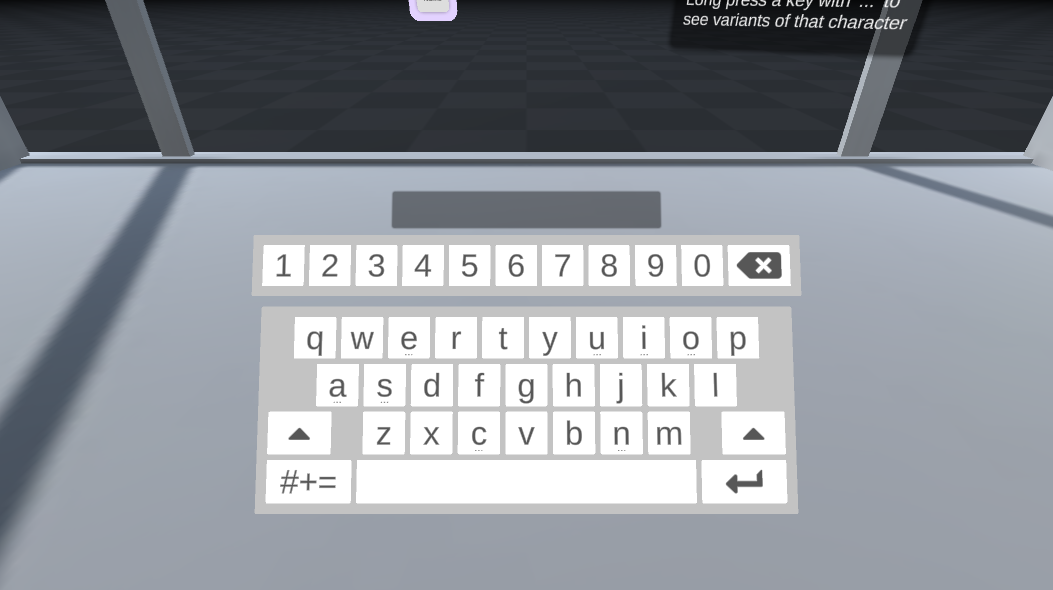 Long press a key with "..." to
see variants of that character
1 2 3 4 5 6 7 8 9 0
q w e r t y u i o p
a s d f g h j k l
z x c v b n m
#+=